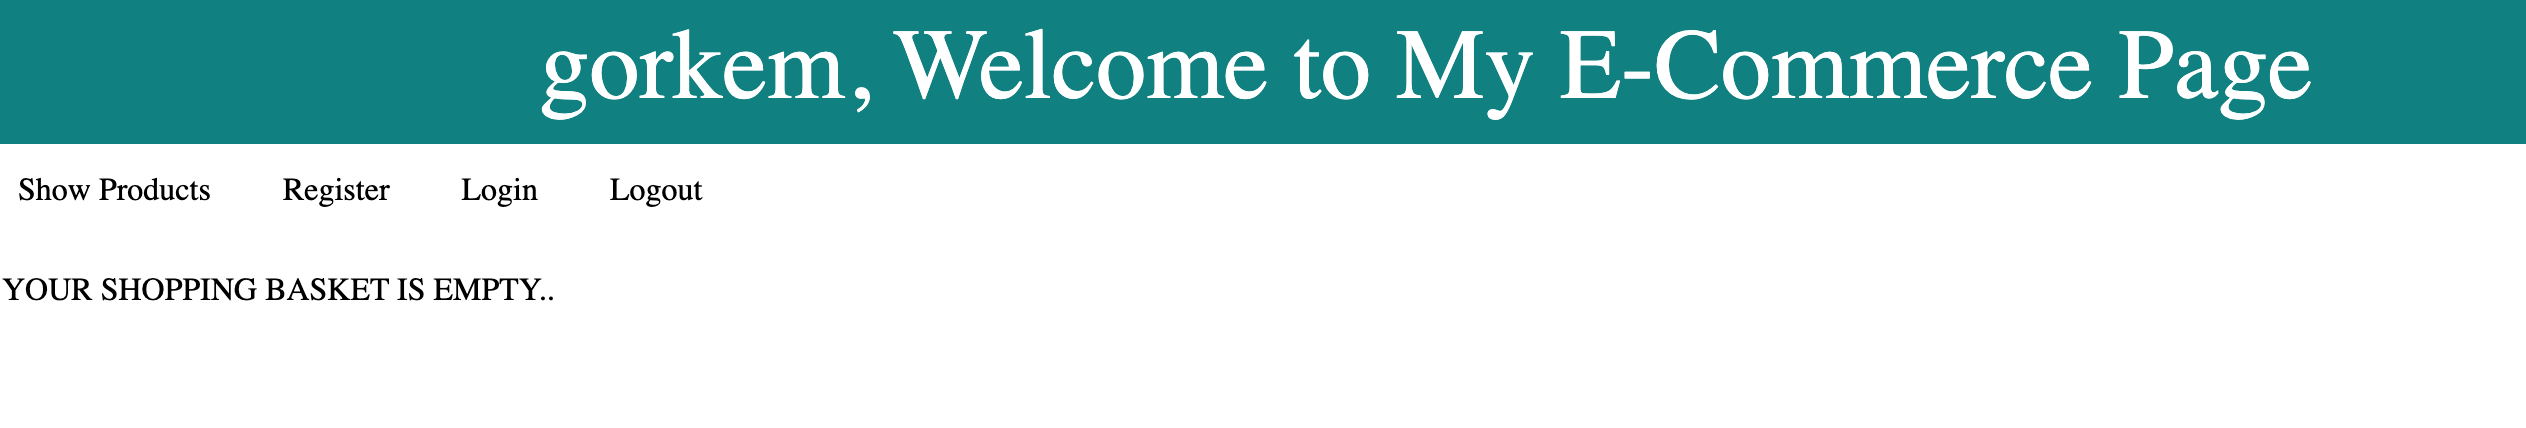 gorkem, Welcome to My E-Commerce Page
Show Products Register Login Logout
YOUR SHOPPING BASKET IS EMPTY..